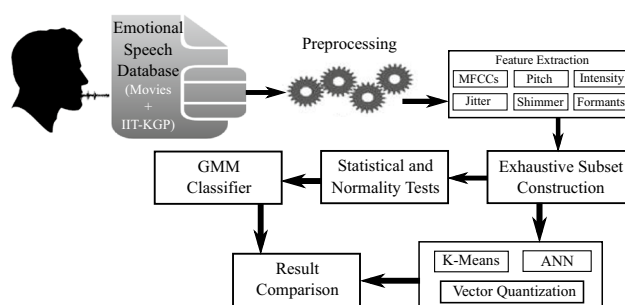 Emotional
Speech
Database
(Movies
+
IIT-KGP)
Preprocessing
Feature Extraction
MFCCs Pitch Intensity
Jitter Shimmer Formants
GMM
Classifier
Statistical and
Normality Tests
Exhaustive Subset
Construction
Result
Comparison
K-Means ANN
Vector Quantization